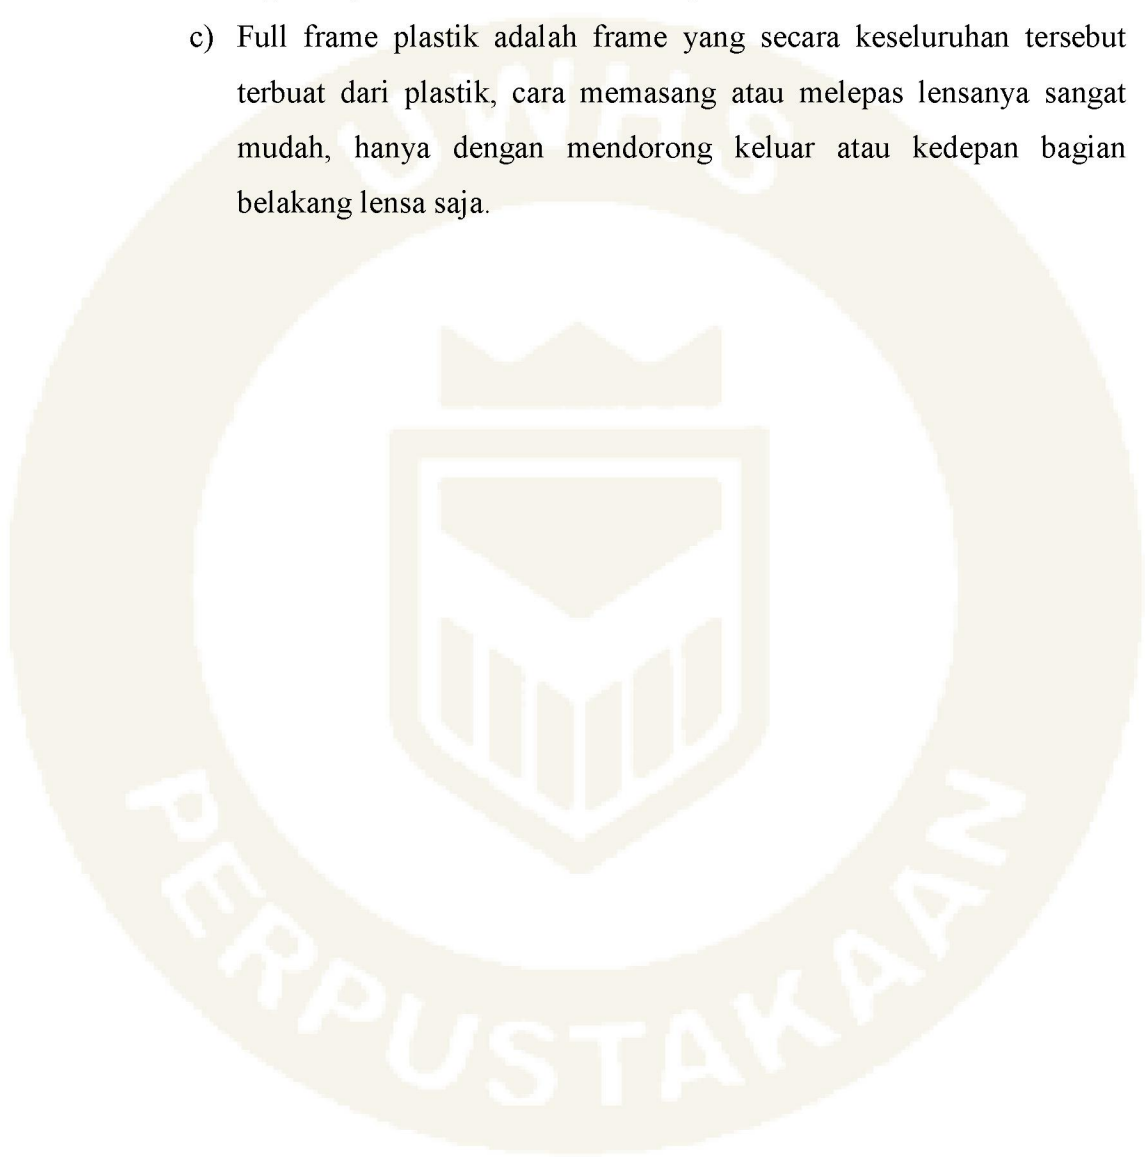 c) Full frame plastik adalah frame yang secara keseluruhan tersebut
terbuat dari plastik, cara memasang atau melepas lensanya sangat
mudah, hanya dengan mendorong keluar atau kedepan bagian
belakang lensa saja.
UWHS
PERPUSTAKAAN